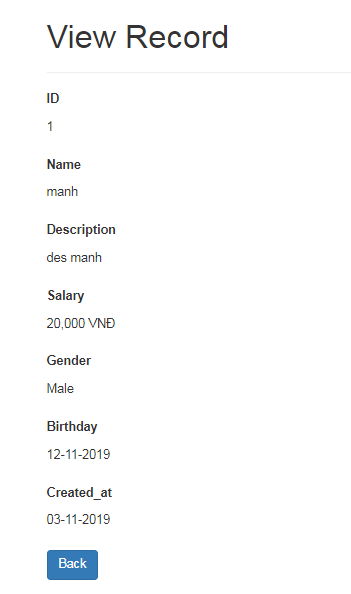 View Record
ID
1
Name
manh
Description
des manh
Salary
20,000 VNĐ
Gender
Male
Birthday
12-11-2019
Created_at
03-11-2019
Back